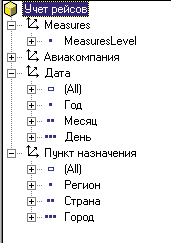 Учет рейсов
Measures
MeasuresLevel
Авиакомпания
Дата
(All)
Год
Месяц
День
Пункт назначения
(All)
Регион
Страна
Город